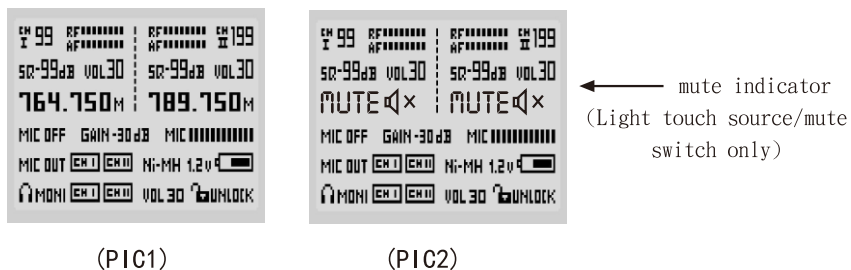 CH I 99 RF AF RF AF CH II 199
SQ-99dB VOL30 SQ-99dB VOL30
764.750M 789.750M
MIC OFF GAIN-30dB MIC
MIC OUT CH I CH II Ni-MH 1.2v
MONI CH I CH II VOL 30 UNLOCK
(PIC1)
CH I 99 RF AF RF AF CH II 199
SQ-99dB VOL30 SQ-99dB VOL30
MUTE MUTE
MIC OFF GAIN-30dB MIC
MIC OUT CH I CH II Ni-MH 1.2v
MONI CH I CH II VOL 30 UNLOCK
(PIC2)
mute indicator
(Light touch source/mute
switch only)